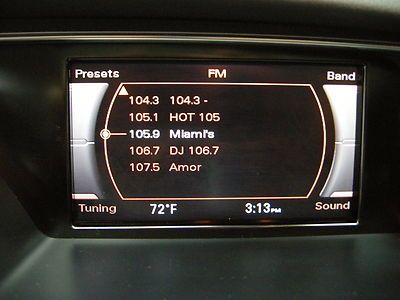 Presets FM Band
104.3 104.3 -
105.1 HOT 105
105.9 Miami's
106.7 DJ 106.7
107.5 Amor
Tuning 72°F 3:13PM Sound